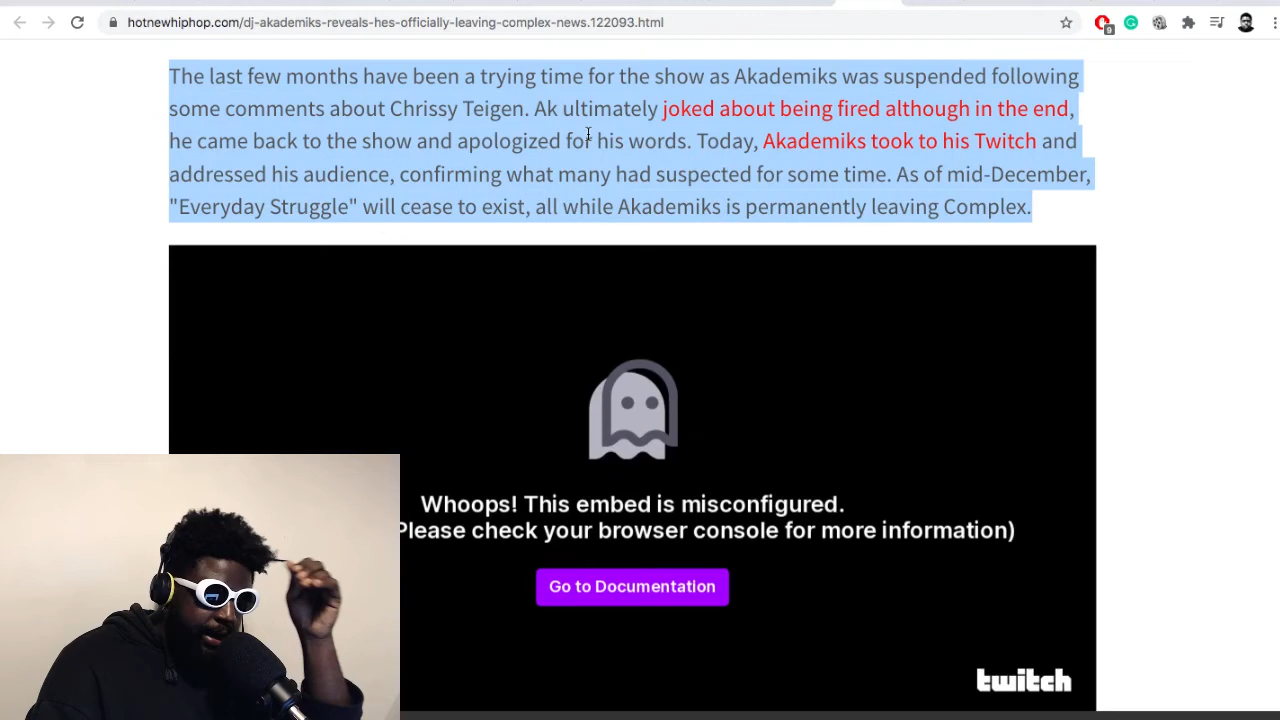 hotnewhiphop.com/dj-akademiks-reveals-hes-officially-leaving-complex-news.122093.html
9
The last few months have been a trying time for the show as Akademiks was suspended following
some comments about Chrissy Teigen. Ak ultimately joked about being fired although in the end,
he came back to the show and apologized for his words. Today, Akademiks took to his Twitch and
addressed his audience, confirming what many had suspected for some time. As of mid-December,
"Everyday Struggle" will cease to exist, all while Akademiks is permanently leaving Complex.
Whoops! This embed is misconfigured.
Please check your browser console for more information)
Go to Documentation
twitch